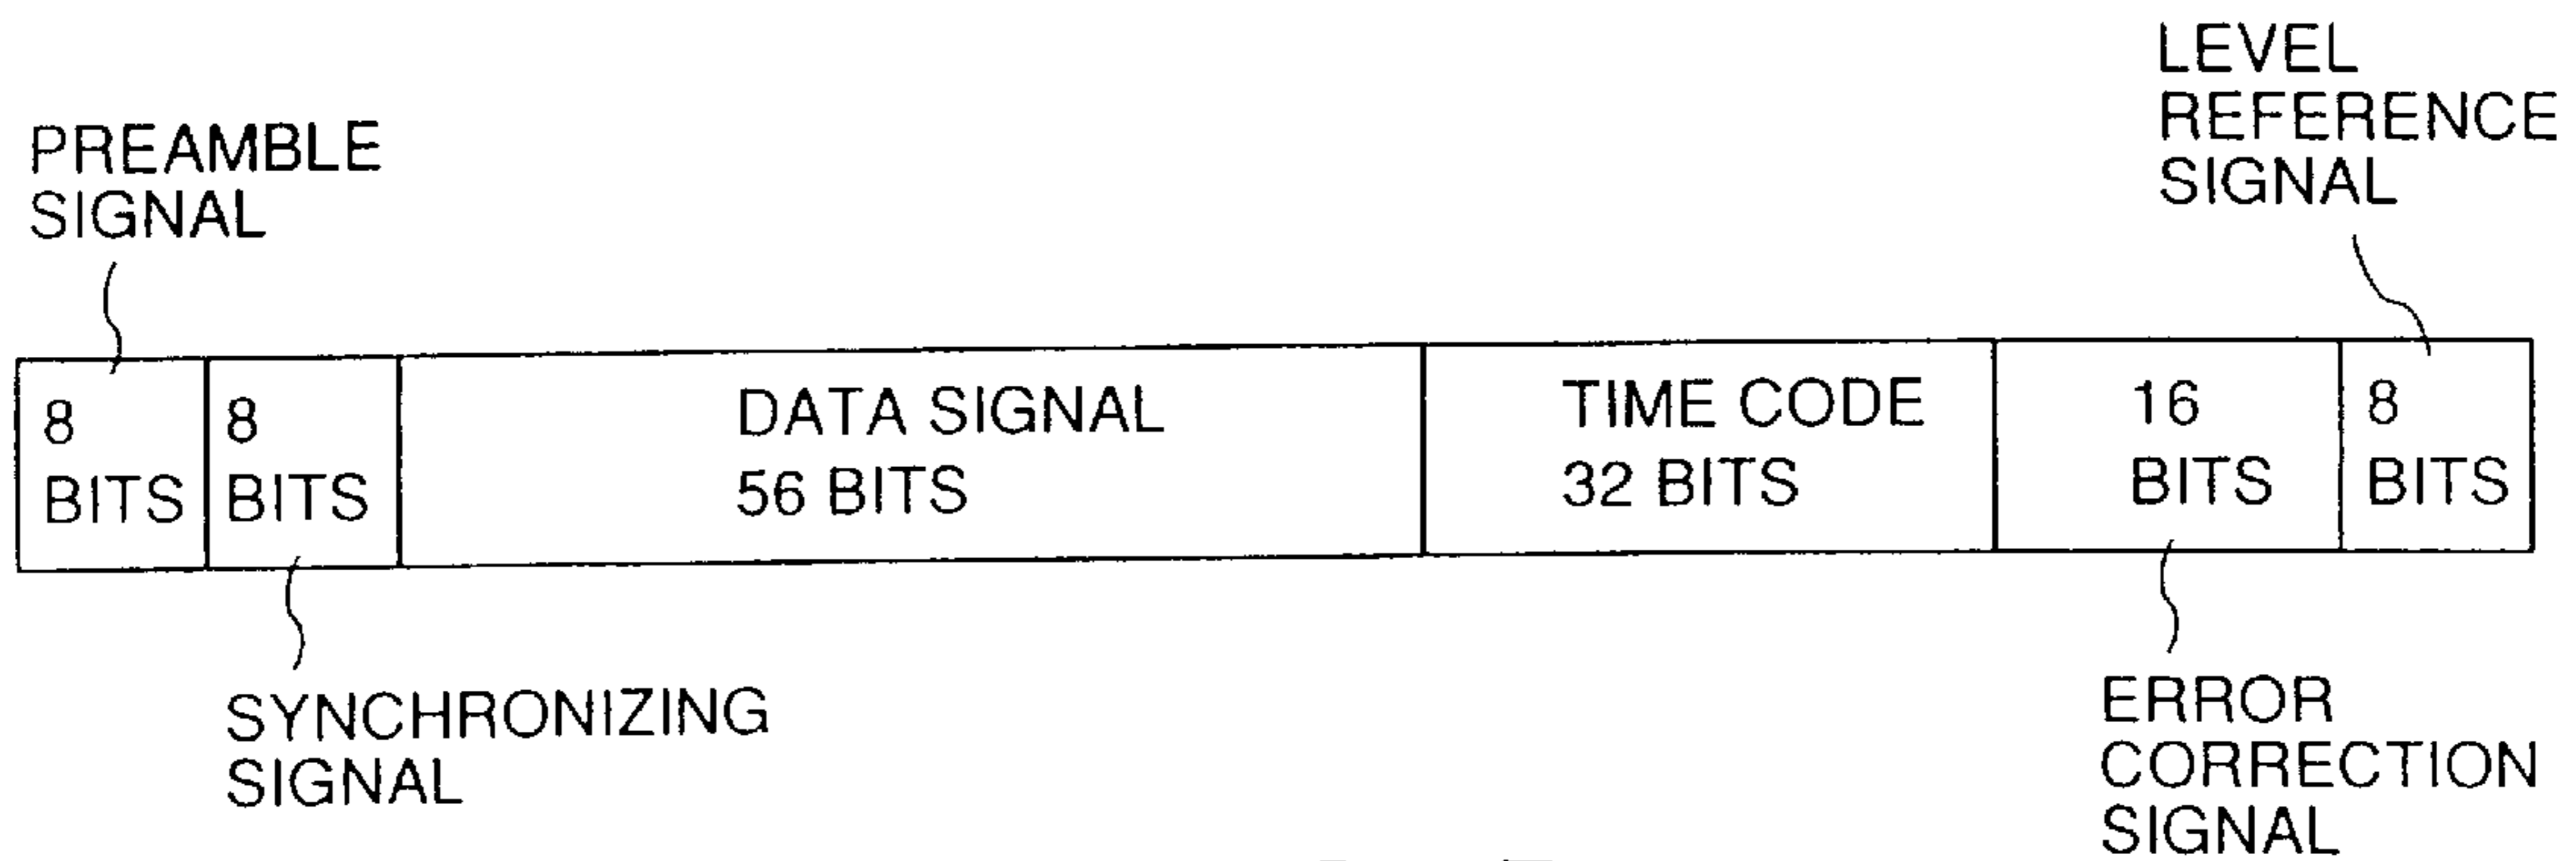 PREAMBLE
SIGNAL
LEVEL
REFERENCE
SIGNAL
8
BITS
8
BITS
DATA SIGNAL
56 BITS
TIME CODE
32 BITS
16
BITS
8
BITS
SYNCHRONIZING
SIGNAL
ERROR
CORRECTION
SIGNAL